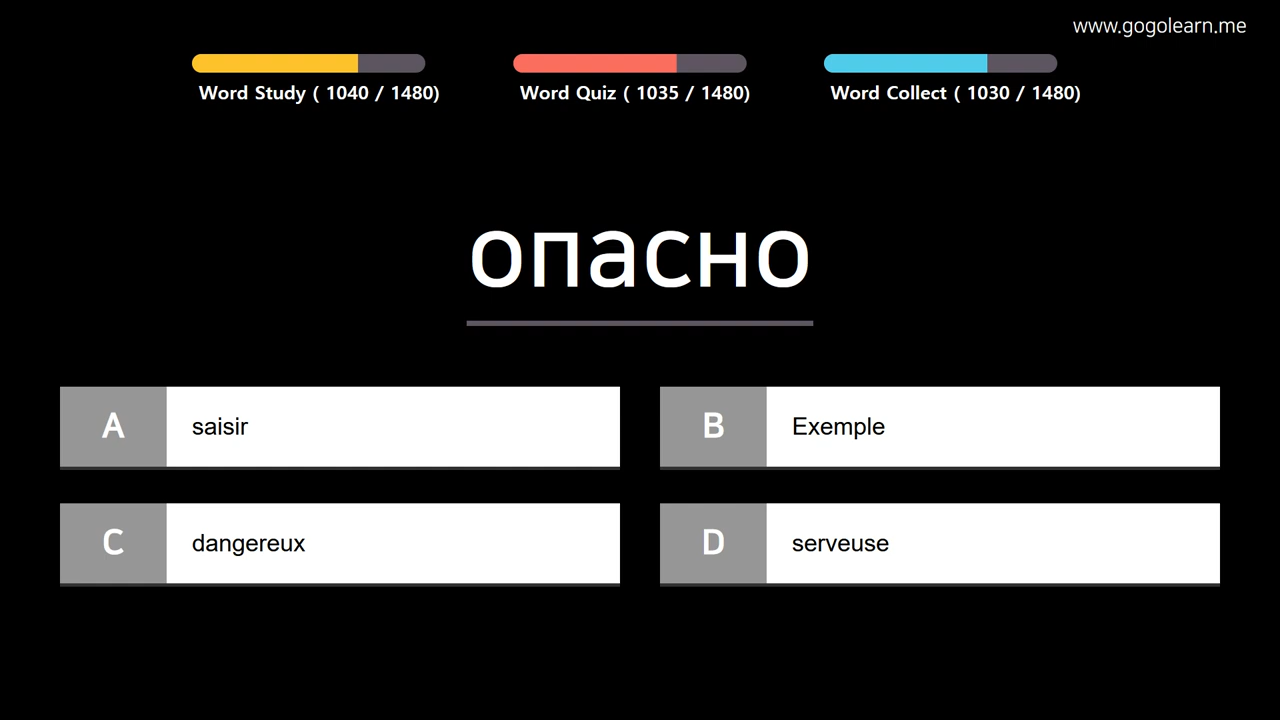 www.gogolearn.me
Word Study ( 1040 / 1480)
Word Quiz ( 1035 / 1480)
Word Collect ( 1030 / 1480)
опасно
A saisir
B Exemple
C dangereux
D serveuse